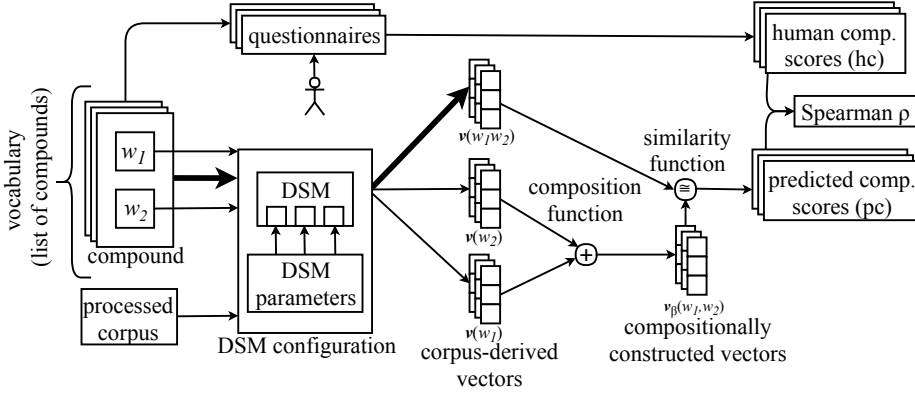 questionnaires
human comp.
scores (hc)
Spearman ρ
vocabulary
(list of compounds)
w1
w2
compound
processed
corpus
DSM
DSM
parameters
DSM configuration
v(w1w2)
v(w2)
v(w1)
corpus-derived
vectors
composition
function
+
similarity
function
≅
predicted comp.
scores (pc)
vβ(w1,w2)
compositionally
constructed vectors